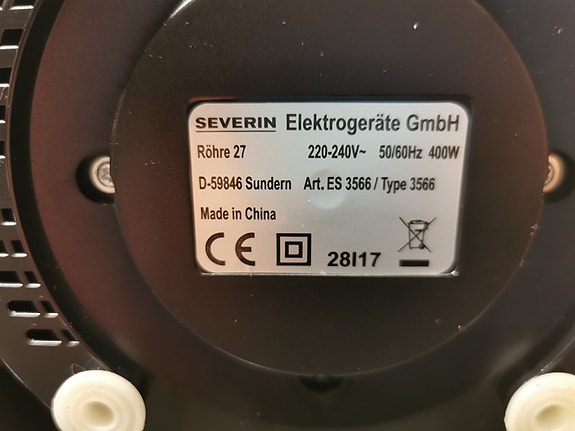 SEVERIN Elektrogeräte GmbH
Röhre 27 220-240V~ 50/60Hz 400W
D-59846 Sundern Art. ES 3566 / Type 3566
Made in China
CE 28I17